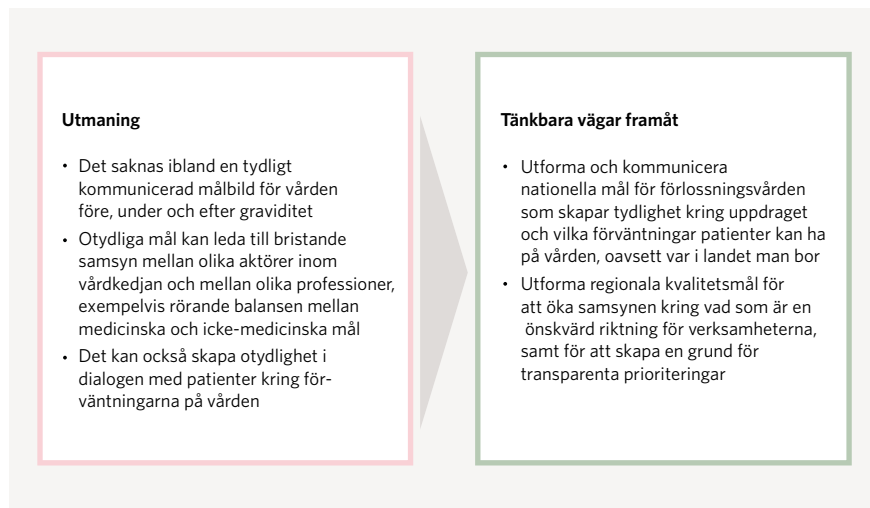 Utmaning
• Det saknas ibland en tydligt
kommunicerad målbild för vården
före, under och efter graviditet
• Otydliga mål kan leda till bristande
samsyn mellan olika aktörer inom
vårdkedjan och mellan olika professioner,
exempelvis rörande balansen mellan
medicinska och icke-medicinska mål
• Det kan också skapa otydlighet i
dialogen med patienter kring för-
väntningarna på vården
Tänkbara vägar framåt
• Utforma och kommunicera
nationella mål för förlossningsvården
som skapar tydlighet kring uppdraget
och vilka förväntningar patienter kan ha
på vården, oavsett var i landet man bor
• Utforma regionala kvalitetsmål för
att öka samsynen kring vad som är en
önskvärd riktning för verksamheterna,
samt för att skapa en grund för
transparenta prioriteringar